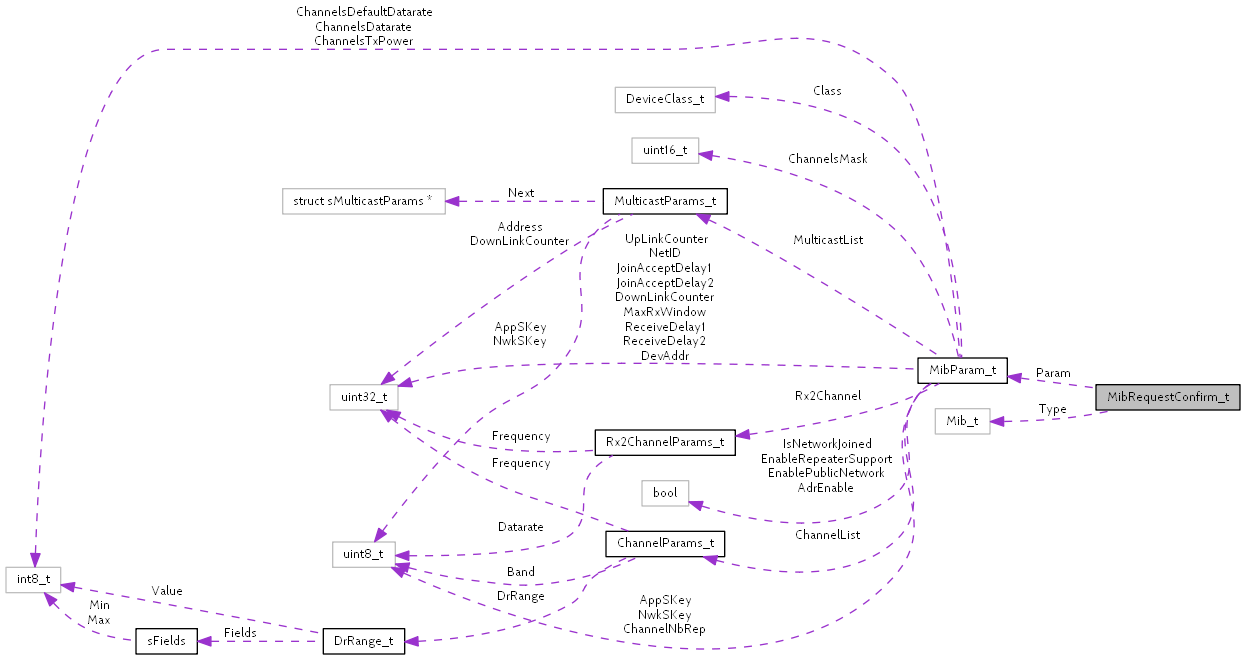 ChannelsDefaultDatarate
ChannelsDatarate
ChannelsTxPower
Class
DeviceClass_t
uint16_t
ChannelsMask
struct sMulticastParams *
Next
MulticastParams_t
Address
DownLinkCounter
UpLinkCounter
NetID
JoinAcceptDelay1
JoinAcceptDelay2
DownLinkCounter
MaxRxWindow
ReceiveDelay1
ReceiveDelay2
DevAddr
MulticastList
AppSKey
NwkSKey
MibParam_t
Param
MibRequestConfirm_t
uint32_t
Rx2Channel
Mib_t
Type
Frequency
Rx2ChannelParams_t
IsNetworkJoined
EnableRepeaterSupport
EnablePublicNetwork
AdrEnable
Frequency
bool
Datarate
ChannelParams_t
ChannelList
uint8_t
int8_t
Value
Band
DrRange
Min
Max
AppSKey
NwkSKey
ChannelNbRep
sFields
Fields
DrRange_t